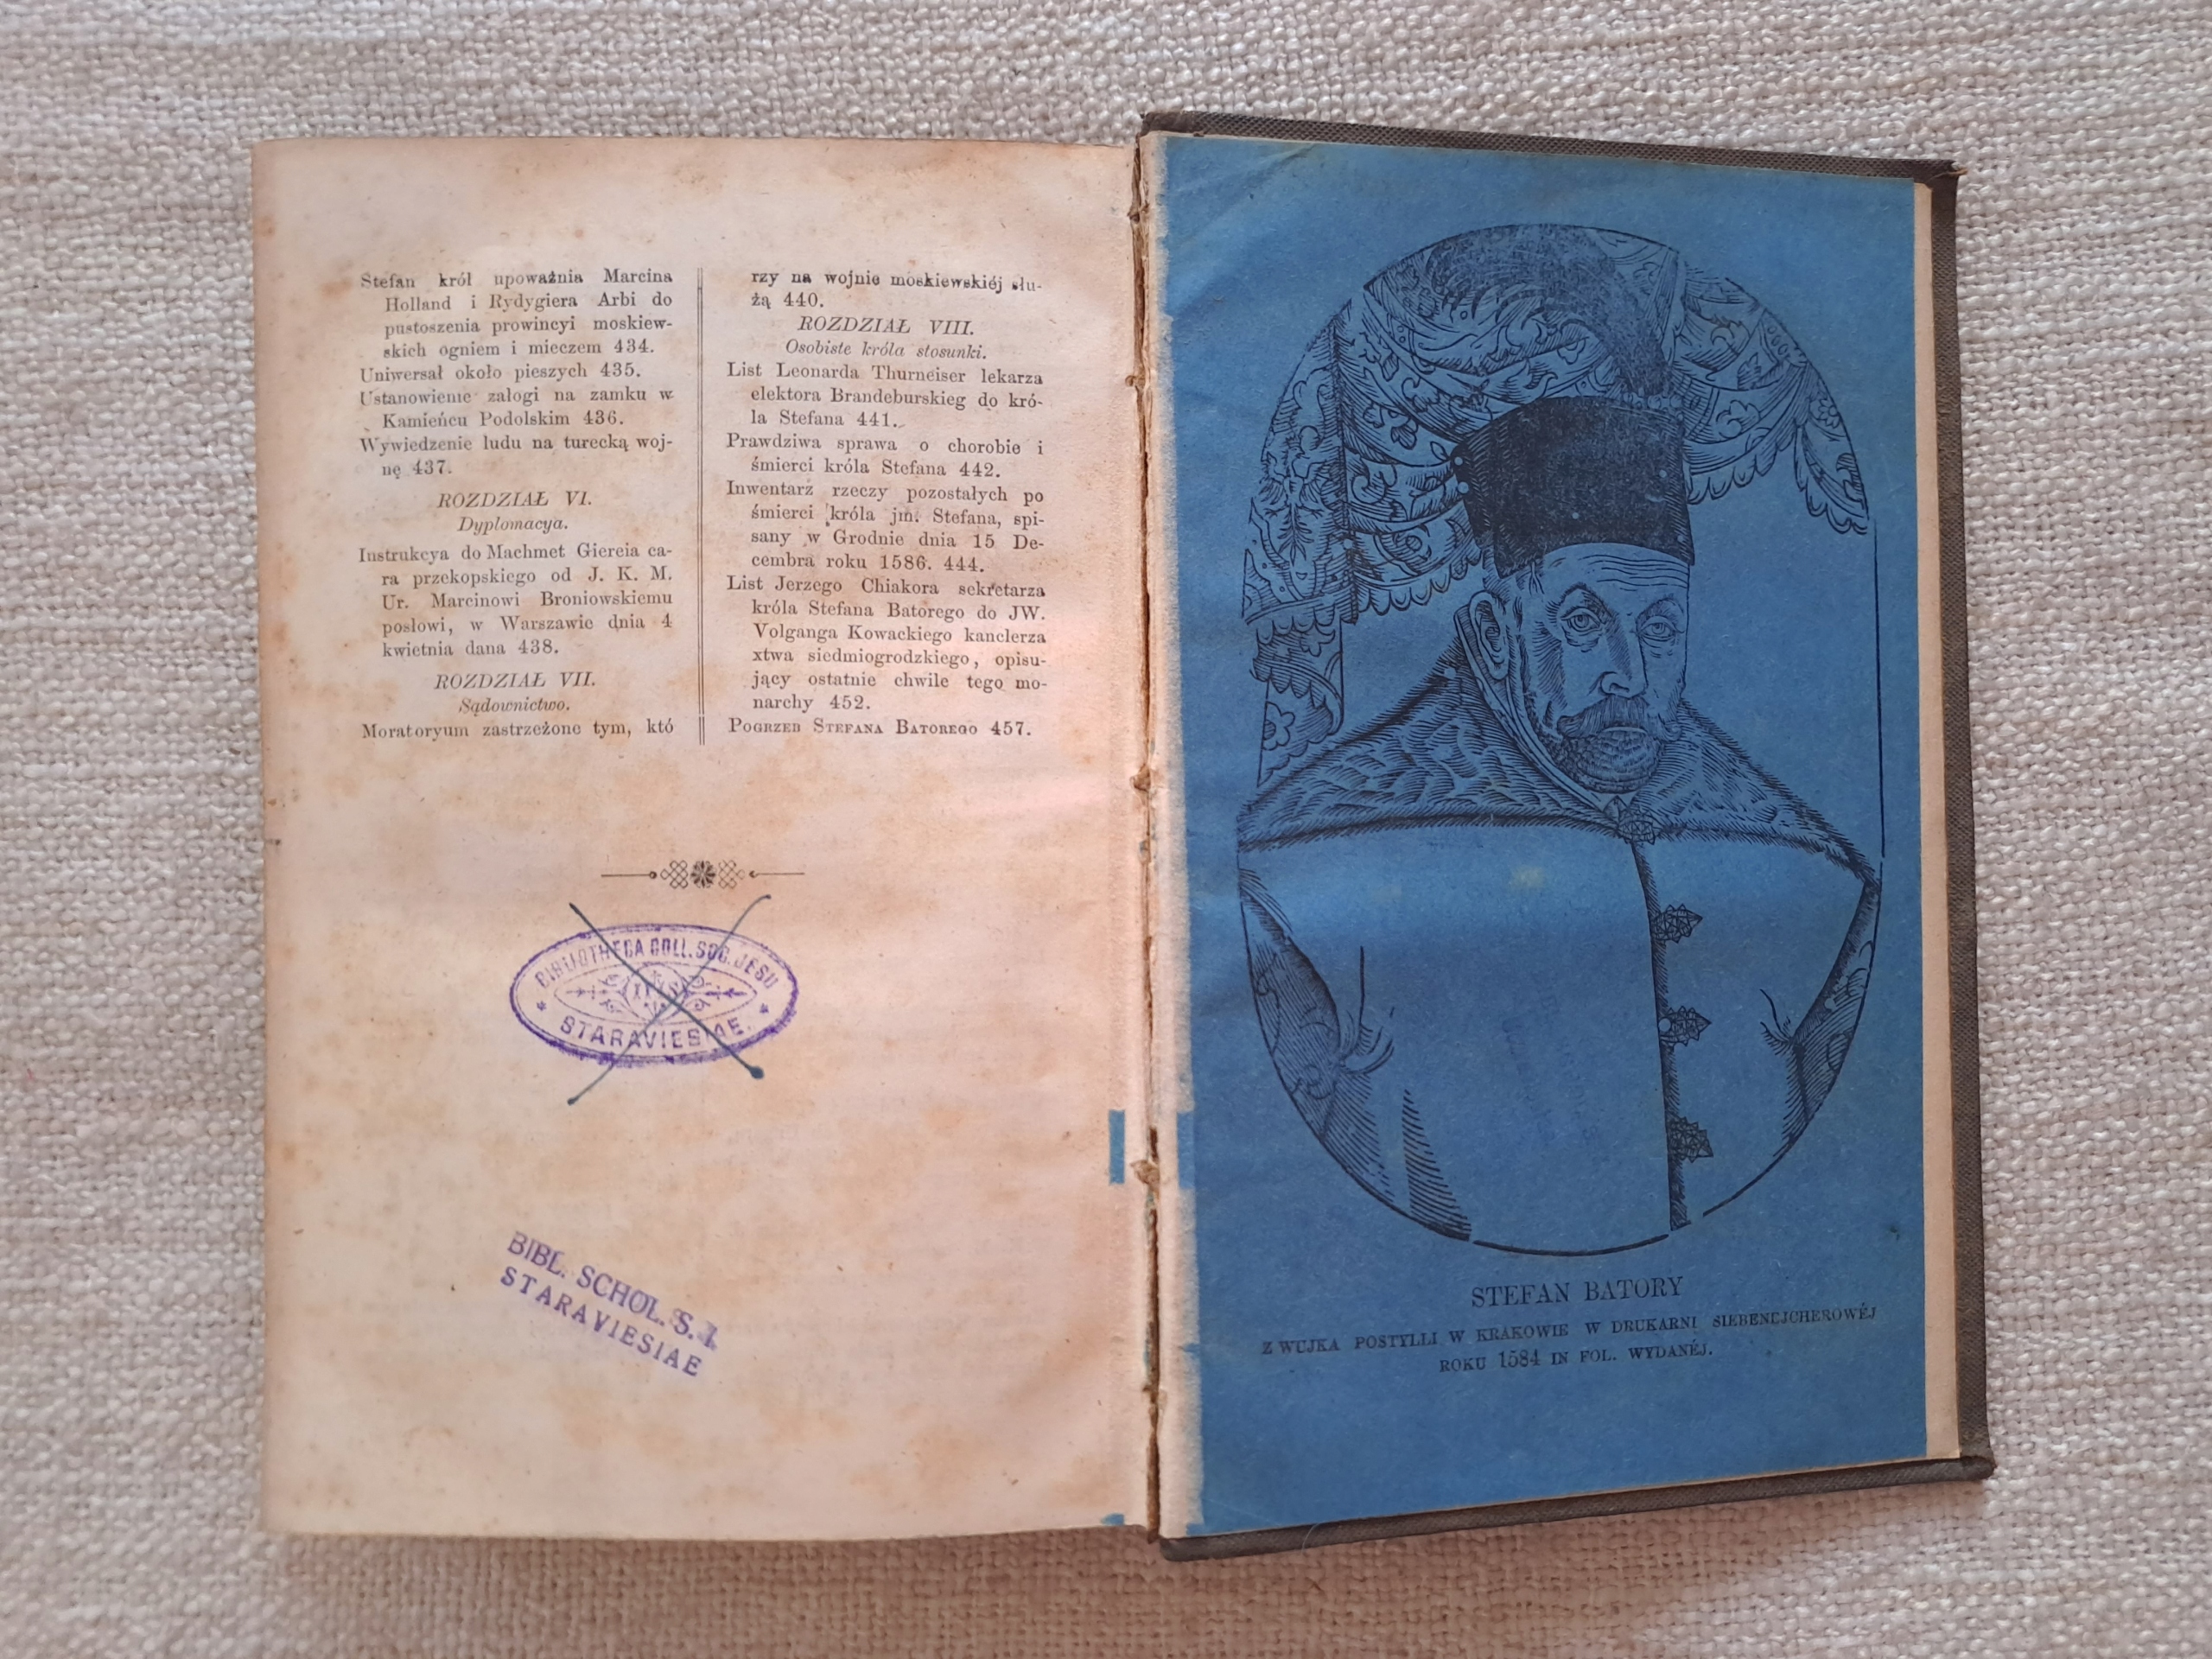 Stefan król upoważnia Marcina
Holland i Rydygiera Arbi do
pustoszenia prowincyi moskiew-
skich ogniem i mieczem 434.
Uniwersał około pieszych 435.
Ustanowienie załogi na zamku w
Kamieńcu Podolskim 436.
Wywiedzenie ludu na turecką woj-
nę 437.
ROZDZIAŁ VI.
Dyplomacya.
Instrukcya do Machmet Giereia ca-
ra przekopskiego od J. K. M.
Ur. Marcinowi Broniowskiemu
posłowi, w Warszawie dnia 4
kwietnia dana 438.
ROZDZIAŁ VII.
Sądownictwo.
Moratoryum zastrzeżone tym, któ
rzy na wojnie moskiewskiéj słu-
żą 440.
ROZDZIAŁ VIII.
Osobiste króla stosunki.
List Leonarda Thurneiser lekarza
elektora Brandeburskieg do kró-
la Stefana 441.
Prawdziwa sprawa o chorobie i
śmierci króla Stefana 442.
Inwentarz rzeczy pozostałych po
śmierci króla jm. Stefana, spi-
sany w Grodnie dnia 15 De-
cembra roku 1586. 444.
List Jerzego Chiakora sekretarza
króla Stefana Batorego do JW.
Volganga Kowackiego kanclerza
xtwa siedmiogrodzkiego, opisu-
jący ostatnie chwile tego mo-
narchy 452.
POGRZEB STEFANA BATOREGO 457.
BIBLIOTHECA COLL. SOC. JESU
IHS
STARAVIESIAE.
BIBL. SCHOL. S. I.
STARAVIESIAE
STEFAN BATORY
Z WUJKA POSTYLLI W KRAKOWIE W DRUKARNI SIEBENEJCHEROWÉJ
ROKU 1584 IN FOL. WYDANÉJ.